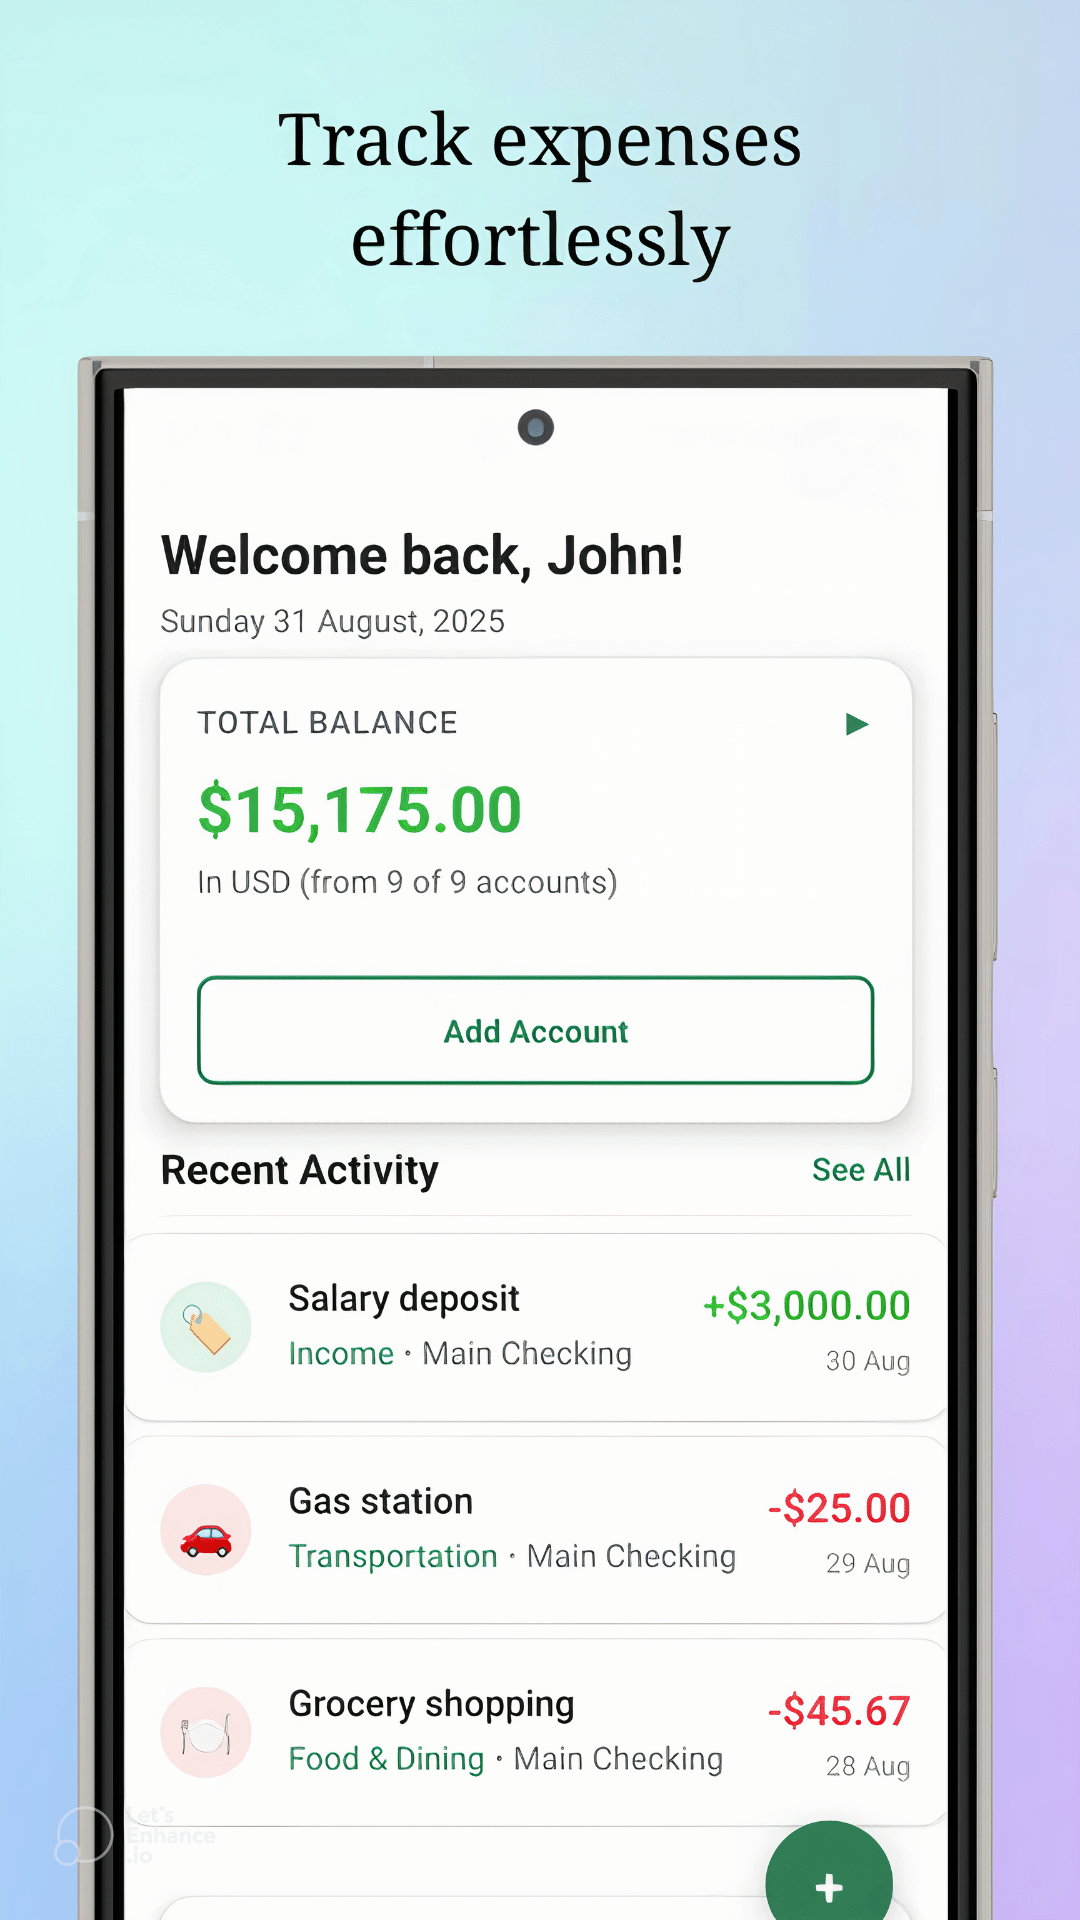 Track expenses
effortlessly
Welcome back, John!
Sunday 31 August, 2025
TOTAL BALANCE
$15,175.00
In USD (from 9 of 9 accounts)
Add Account
Recent Activity
See All
Salary deposit
+$3,000.00
Income • Main Checking
30 Aug
Gas station
-$25.00
Transportation • Main Checking
29 Aug
Grocery shopping
-$45.67
Food & Dining • Main Checking
28 Aug
Let's
Enhance
.io
+